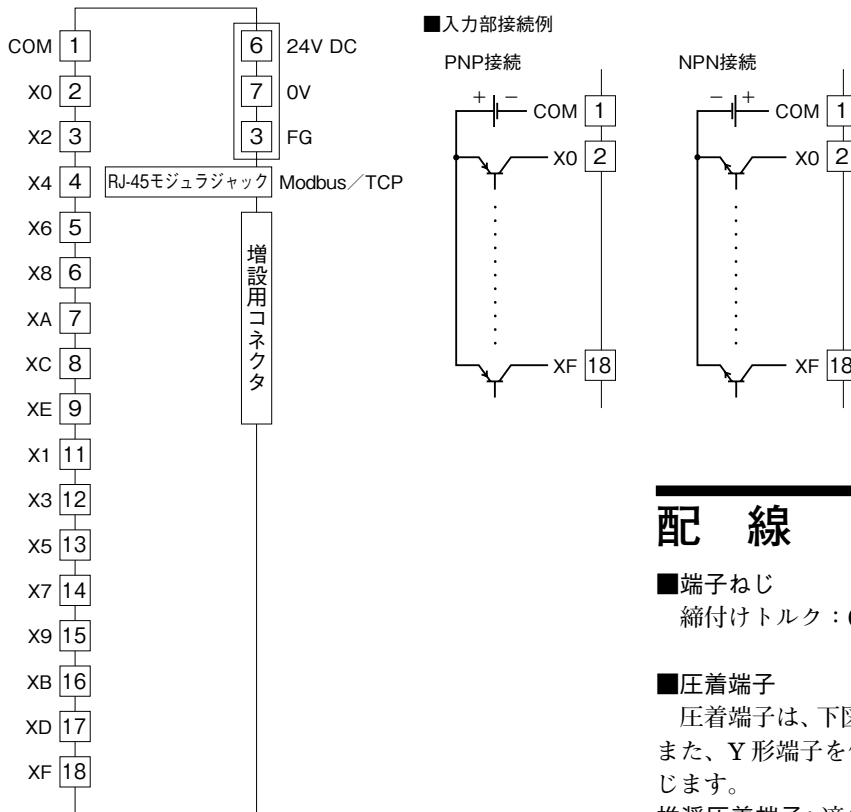 COM 1
X0 2
X2 3
X4 4
X6 5
X8 6
XA 7
XC 8
XE 9
X1 11
X3 12
X5 13
X7 14
X9 15
XB 16
XD 17
XF 18
6 24V DC
7 0V
3 FG
RJ-45モジュラジャック Modbus／TCP
増設用コネクタ
■入力部接続例
PNP接続
+ −
COM 1
X0 2
XF 18
NPN接続
− +
COM 1
X0 2
XF 18
配 線
■端子ねじ
締付けトルク：
■圧着端子
圧着端子は、下図
また、Y 形端子を
じます。